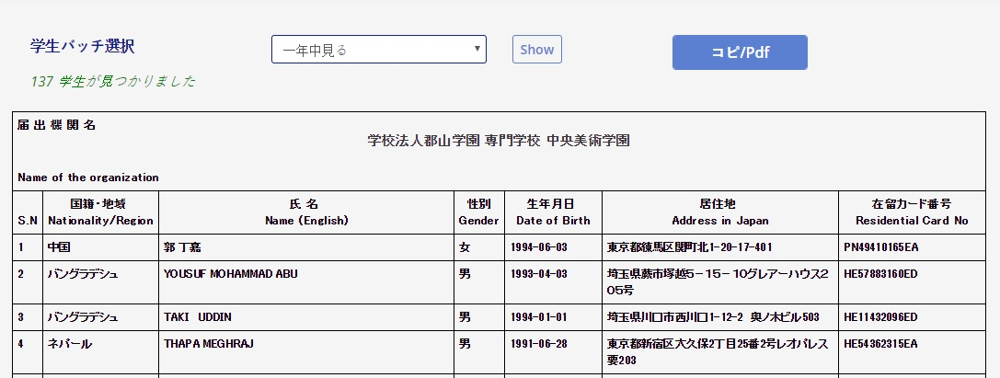 学生バッチ選択
一年中見る
Show
コピ/Pdf
137 学生が見つかりました
届 出 機 関 名
学校法人郡山学園 専門学校 中央美術学園
Name of the organization
S.N 国籍・地域 氏 名 性別 生年月日 居住地 在留カード番号
Nationality/Region Name (English) Gender Date of Birth Address in Japan Residential Card No
1 中国 郭 丁嘉 女 1994-06-03 東京都練馬区関町北1-20-17-401 PN49410165EA
2 バングラデシュ YOUSUF MOHAMMAD ABU 男 1993-04-03 埼玉県蕨市塚越５－１５－１０グレアーハウス２ HE57883160ED
０５号
3 バングラデシュ TAKI　UDDIN 男 1994-01-01 埼玉県川口市西川口1-12-2 奥ノ木ビル503 HE11432096ED
4 ネパール THAPA MEGHRAJ 男 1991-06-28 東京都新宿区大久保2丁目25番2号レオパレス HE54362315EA
要203